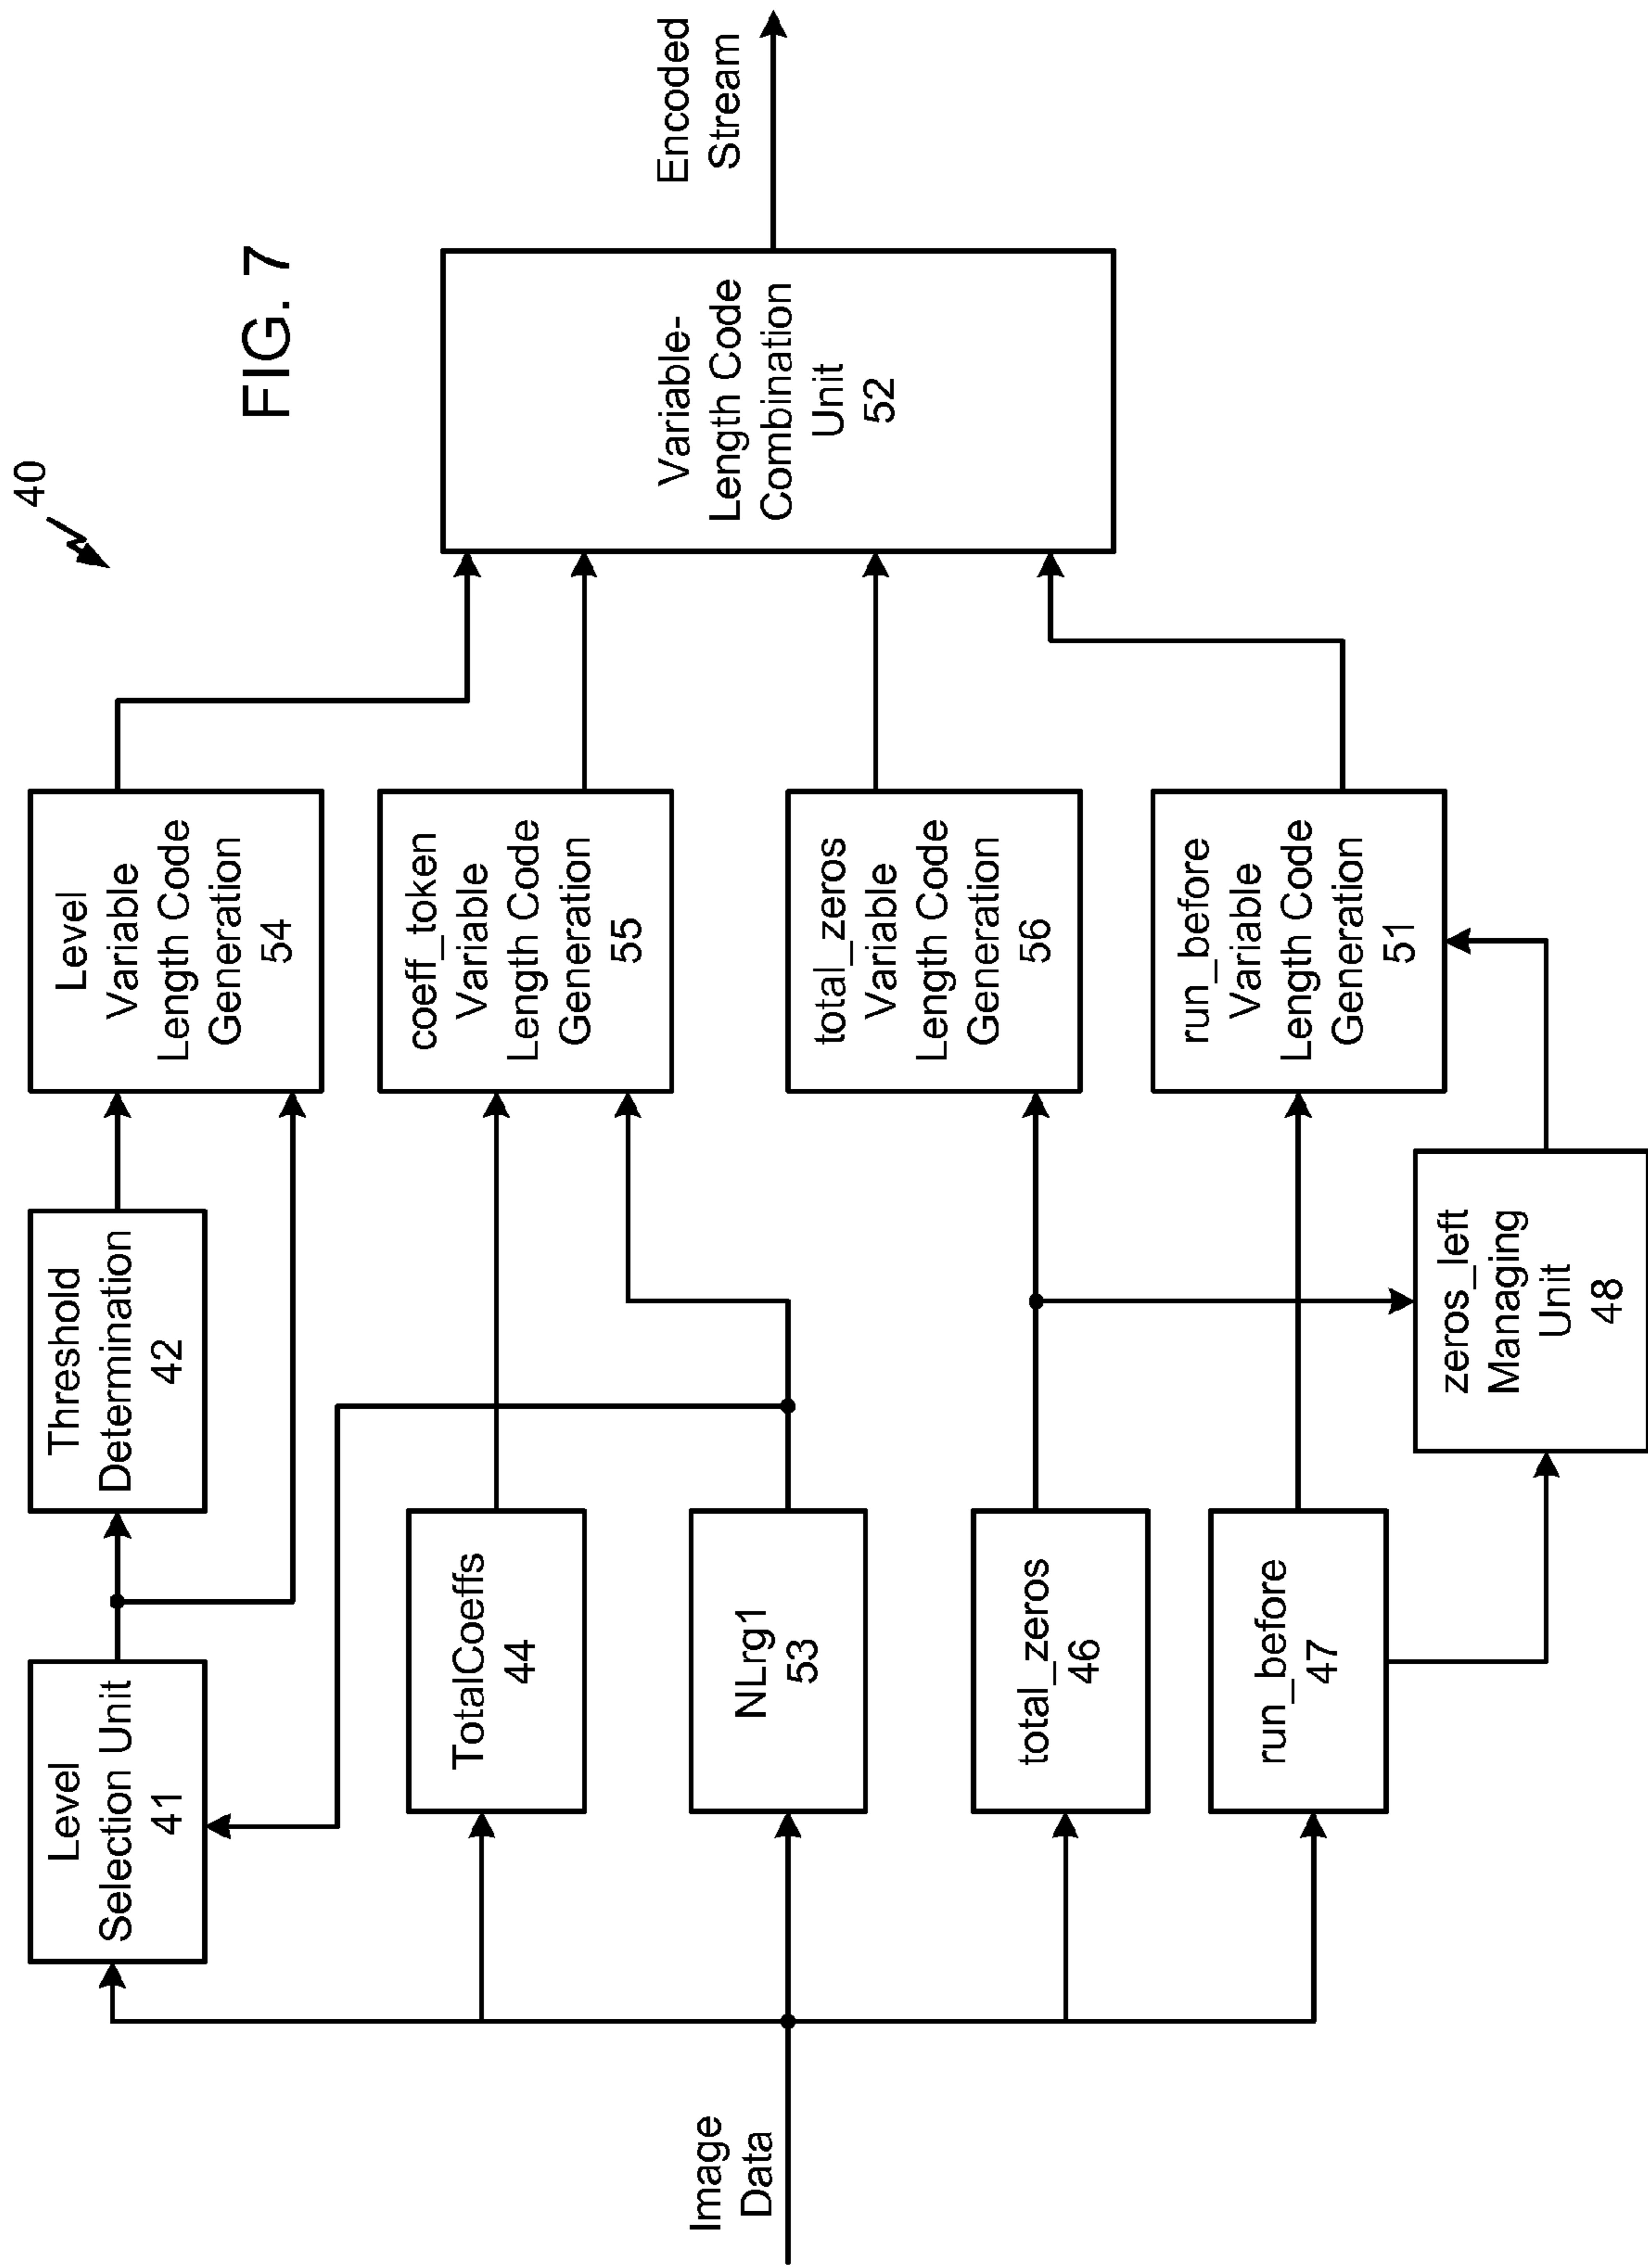 FIG. 7
40
Image
Data
Level
Selection Unit
41
Threshold
Determination
42
Level
Variable
Length Code
Generation
54
TotalCoeffs
44
coeff_token
Variable
Length Code
Generation
55
NLrg1
53
total_zeros
46
total_zeros
Variable
Length Code
Generation
56
run_before
47
run_before
Variable
Length Code
Generation
51
zeros_left
Managing
Unit
48
Variable-
Length Code
Combination
Unit
52
Encoded
Stream